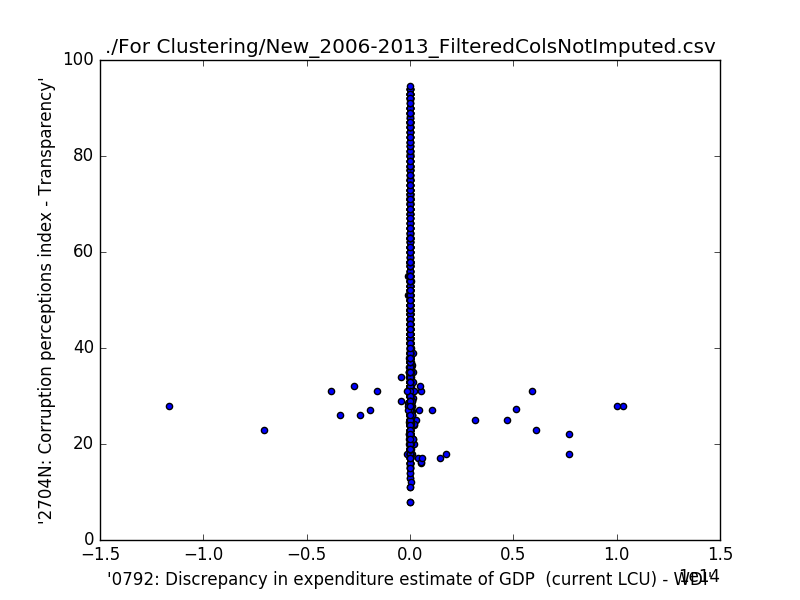 ./For Clustering/New_2006-2013_FilteredColsNotImputed.csv
100
80
60
40
20
0
'2704N: Corruption perceptions index - Transparency'
−1.5 −1.0 −0.5 0.0 0.5 1.0 1.5
1e14
'0792: Discrepancy in expenditure estimate of GDP (current LCU) - WDI'